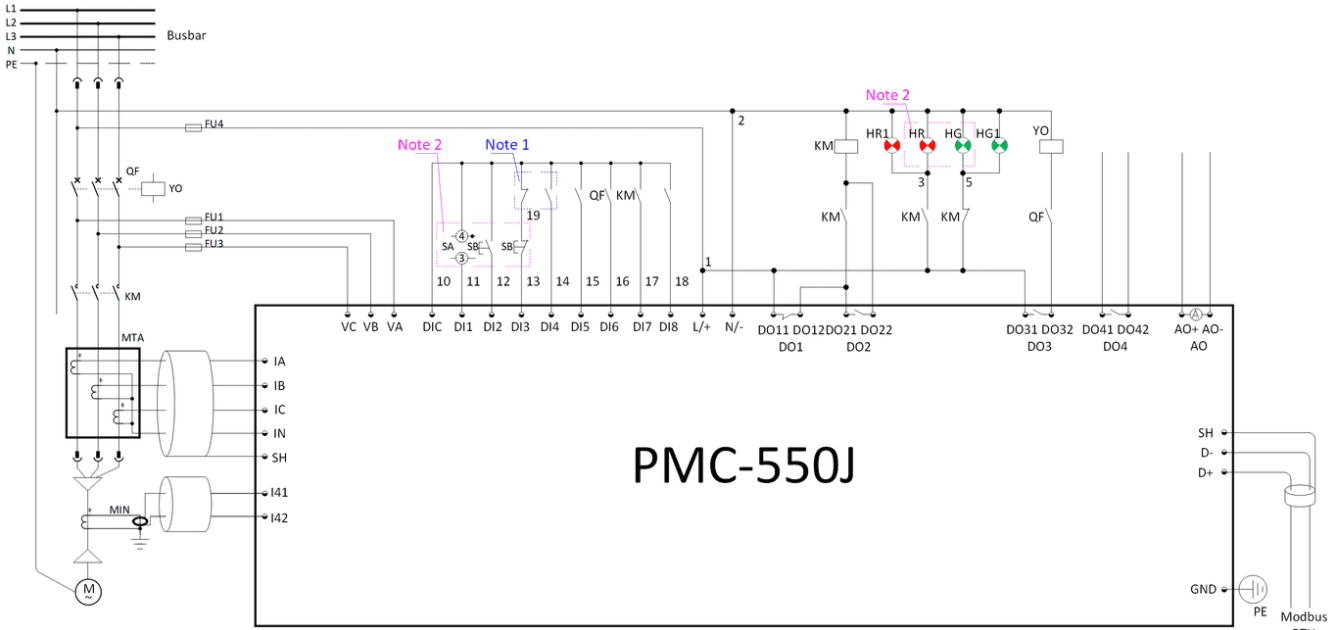 L1
L2
L3
N
PE
Busbar
FU4
2
Note 2
HR1 HR HG HG1 YO
KM
Note 2 Note 1
QF
YO
QF KM
3 5
19
FU1
FU2
FU3
4
SA SB SB
3
KM KM KM QF
1
10 11 12 13 14 15 16 17 18
KM
VC VB VA DIC DI1 DI2 DI3 DI4 DI5 DI6 DI7 DI8 L/+ N/- DO11 DO12 DO21 DO22 DO31 DO32 DO41 DO42 A AO+ AO-
DO1 DO2 DO3 DO4 AO
MTA
IA
IB
IC
IN
SH
I41
I42
MIN
M
~
PMC-550J
SH
D-
D+
GND
PE
Modbus